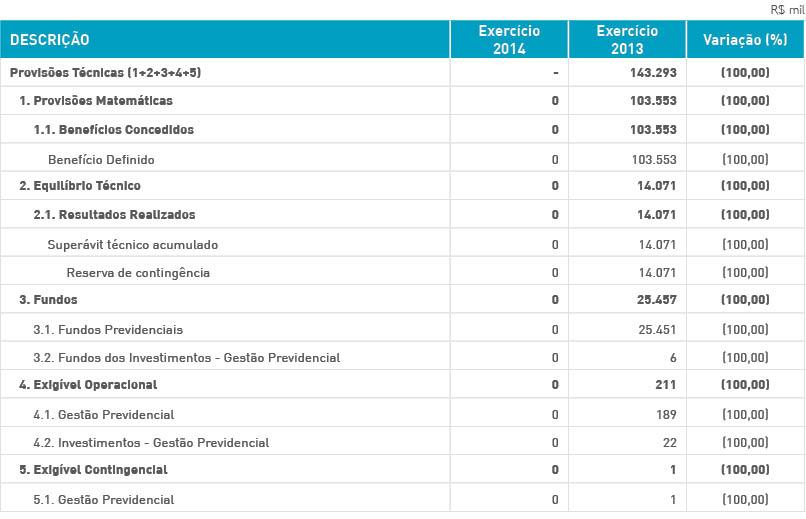 R$ mil
DESCRIÇÃO Exercício 2014 Exercício 2013 Variação (%)
Provisões Técnicas (1+2+3+4+5) - 143.293 (100,00)
1. Provisões Matemáticas 0 103.553 (100,00)
1.1. Benefícios Concedidos 0 103.553 (100,00)
Benefício Definido 0 103.553 (100,00)
2. Equilíbrio Técnico 0 14.071 (100,00)
2.1. Resultados Realizados 0 14.071 (100,00)
Superávit técnico acumulado 0 14.071 (100,00)
Reserva de contingência 0 14.071 (100,00)
3. Fundos 0 25.457 (100,00)
3.1. Fundos Previdenciais 0 25.451 (100,00)
3.2. Fundos dos Investimentos - Gestão Previdencial 0 6 (100,00)
4. Exigível Operacional 0 211 (100,00)
4.1. Gestão Previdencial 0 189 (100,00)
4.2. Investimentos - Gestão Previdencial 0 22 (100,00)
5. Exigível Contingencial 0 1 (100,00)
5.1. Gestão Previdencial 0 1 (100,00)